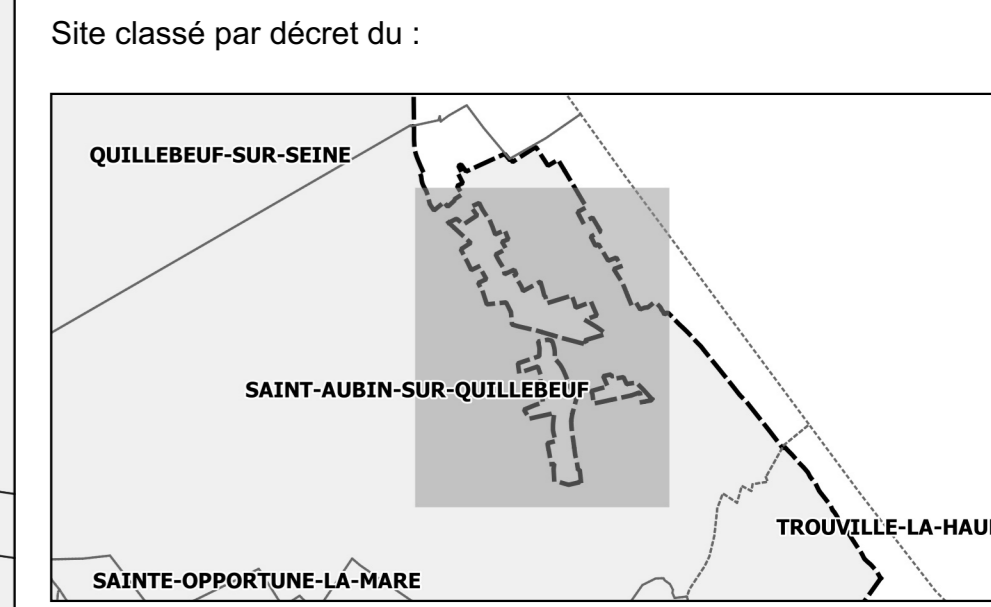 Site classé par décret du :
QUILLEBEUF-SUR-SEINE
SAINT-AUBIN-SUR-QUILLEBEUF
TROUVILLE-LA-HAU
SAINTE-OPPORTUNE-LA-MARE